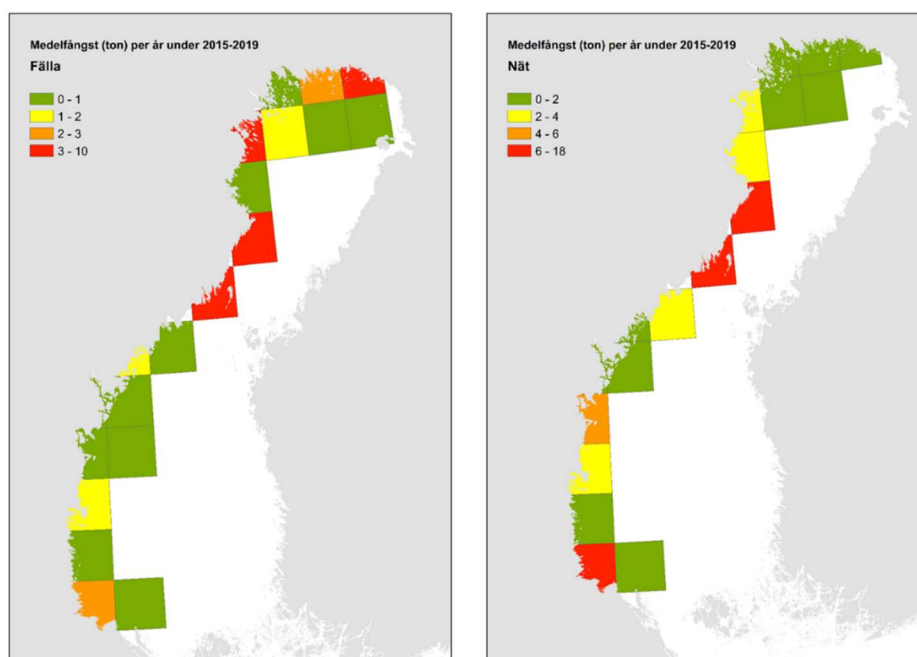 Medelfångst (ton) per år under 2015-2019
Fälla
0 - 1
1 - 2
2 - 3
3 - 10
Medelfångst (ton) per år under 2015-2019
Nät
0 - 2
2 - 4
4 - 6
6 - 18